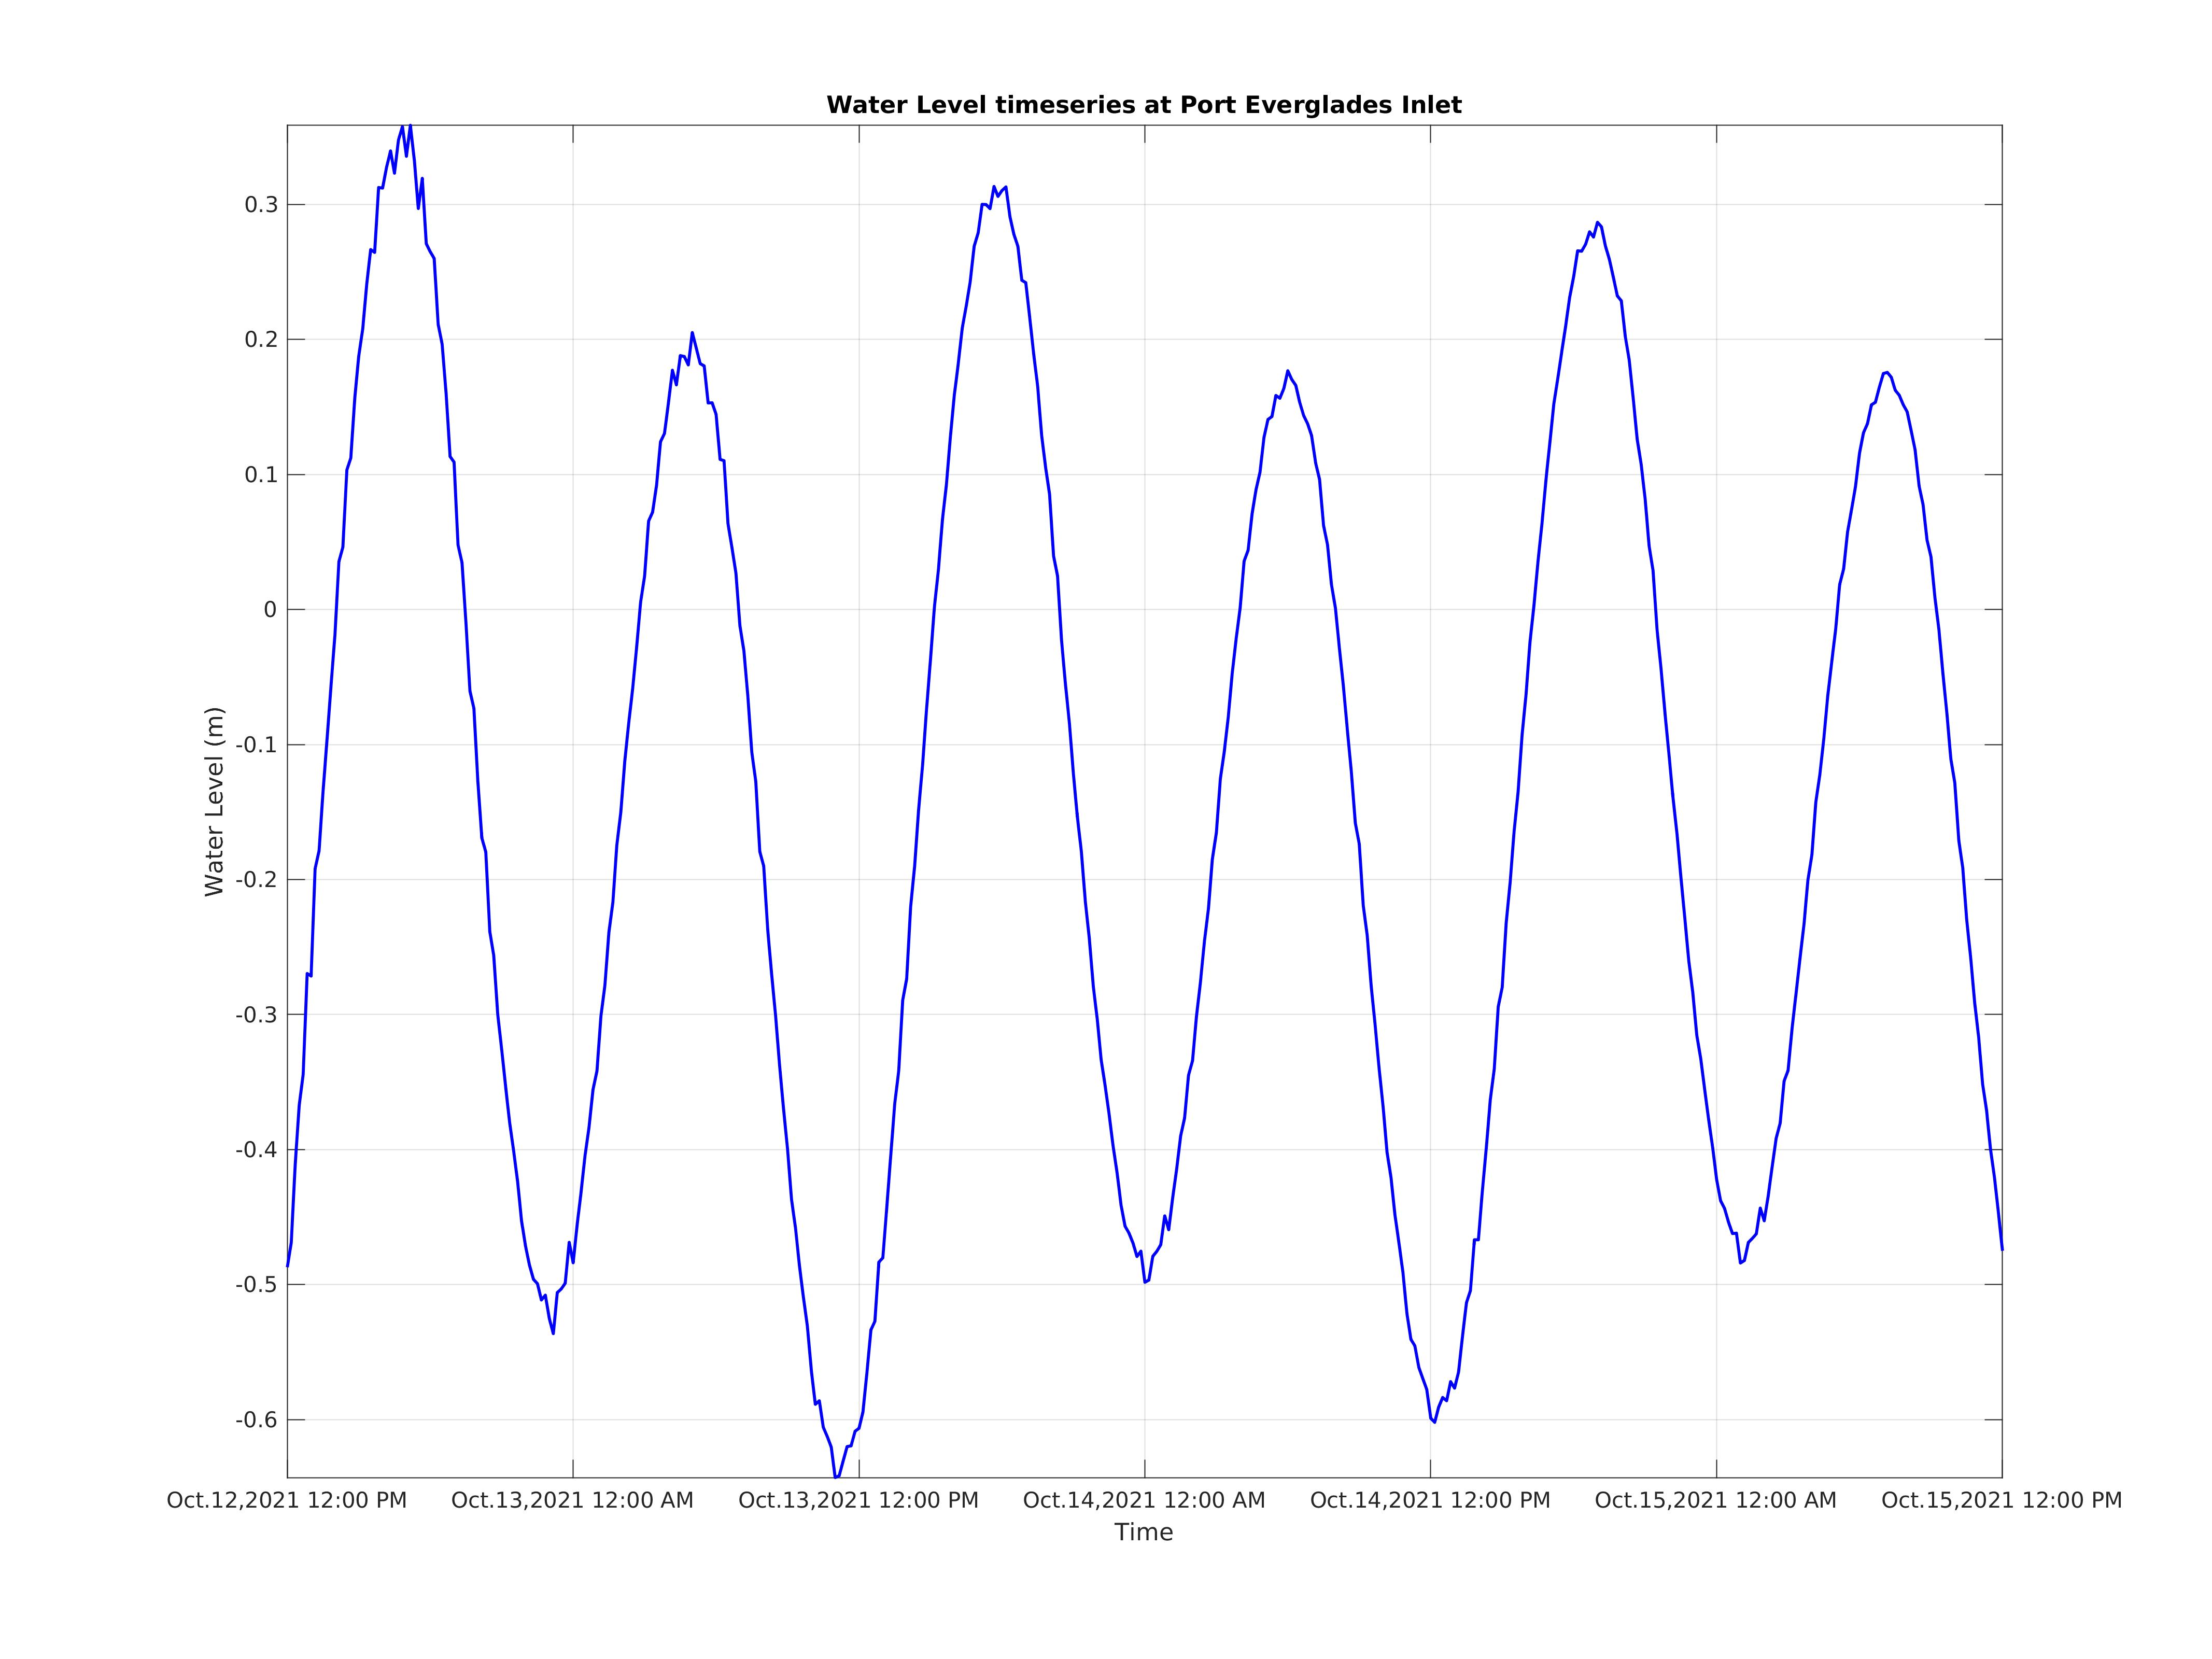 Water Level timeseries at Port Everglades Inlet
0.3
0.2
0.1
0
-0.1
-0.2
-0.3
-0.4
-0.5
-0.6
Water Level (m)
Oct.12,2021 12:00 PM Oct.13,2021 12:00 AM Oct.13,2021 12:00 PM Oct.14,2021 12:00 AM Oct.14,2021 12:00 PM Oct.15,2021 12:00 AM Oct.15,2021 12:00 PM
Time